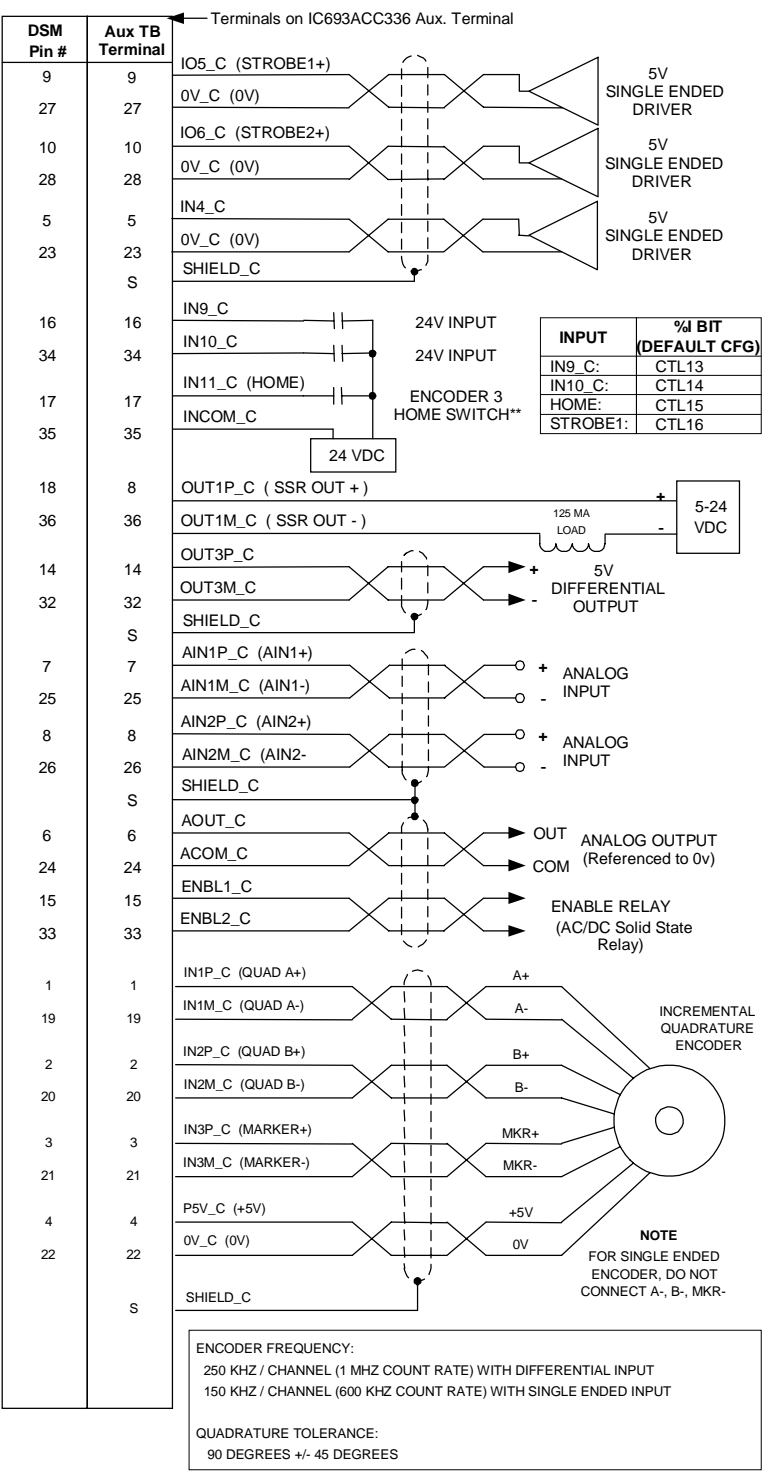 Terminals on IC693ACC336 Aux. Terminal
DSM Pin # Aux TB Terminal
9 9 IO5_C (STROBE1+)
27 27 0V_C (0V)
5V
SINGLE ENDED
DRIVER
10 10 IO6_C (STROBE2+)
28 28 0V_C (0V)
5V
SINGLE ENDED
DRIVER
5 5 IN4_C
23 23 0V_C (0V)
5V
SINGLE ENDED
DRIVER
S SHIELD_C
16 16 IN9_C 24V INPUT
34 34 IN10_C 24V INPUT
17 17 IN11_C (HOME) ENCODER 3
HOME SWITCH**
35 35 INCOM_C
24 VDC
INPUT %I BIT
(DEFAULT CFG)
IN9_C: CTL13
IN10_C: CTL14
HOME: CTL15
STROBE1: CTL16
18 8 OUT1P_C ( SSR OUT + ) +
36 36 OUT1M_C ( SSR OUT - ) -
125 MA
LOAD
5-24
VDC
14 14 OUT3P_C +
32 32 OUT3M_C -
5V
DIFFERENTIAL
OUTPUT
S SHIELD_C
7 7 AIN1P_C (AIN1+) +
25 25 AIN1M_C (AIN1-) -
ANALOG
INPUT
8 8 AIN2P_C (AIN2+) +
26 26 AIN2M_C (AIN2- -
ANALOG
INPUT
S SHIELD_C
6 6 AOUT_C OUT
24 24 ACOM_C COM
ANALOG OUTPUT
(Referenced to 0v)
15 15 ENBL1_C
33 33 ENBL2_C
ENABLE RELAY
(AC/DC Solid State
Relay)
1 1 IN1P_C (QUAD A+) A+
19 19 IN1M_C (QUAD A-) A-
2 2 IN2P_C (QUAD B+) B+
20 20 IN2M_C (QUAD B-) B-
3 3 IN3P_C (MARKER+) MKR+
21 21 IN3M_C (MARKER-) MKR-
4 4 P5V_C (+5V) +5V
22 22 0V_C (0V) 0V
S SHIELD_C
INCREMENTAL
QUADRATURE
ENCODER
NOTE
FOR SINGLE ENDED
ENCODER, DO NOT
CONNECT A-, B-, MKR-
ENCODER FREQUENCY:
250 KHZ / CHANNEL (1 MHZ COUNT RATE) WITH DIFFERENTIAL INPUT
150 KHZ / CHANNEL (600 KHZ COUNT RATE) WITH SINGLE ENDED INPUT
QUADRATURE TOLERANCE:
90 DEGREES +/- 45 DEGREES